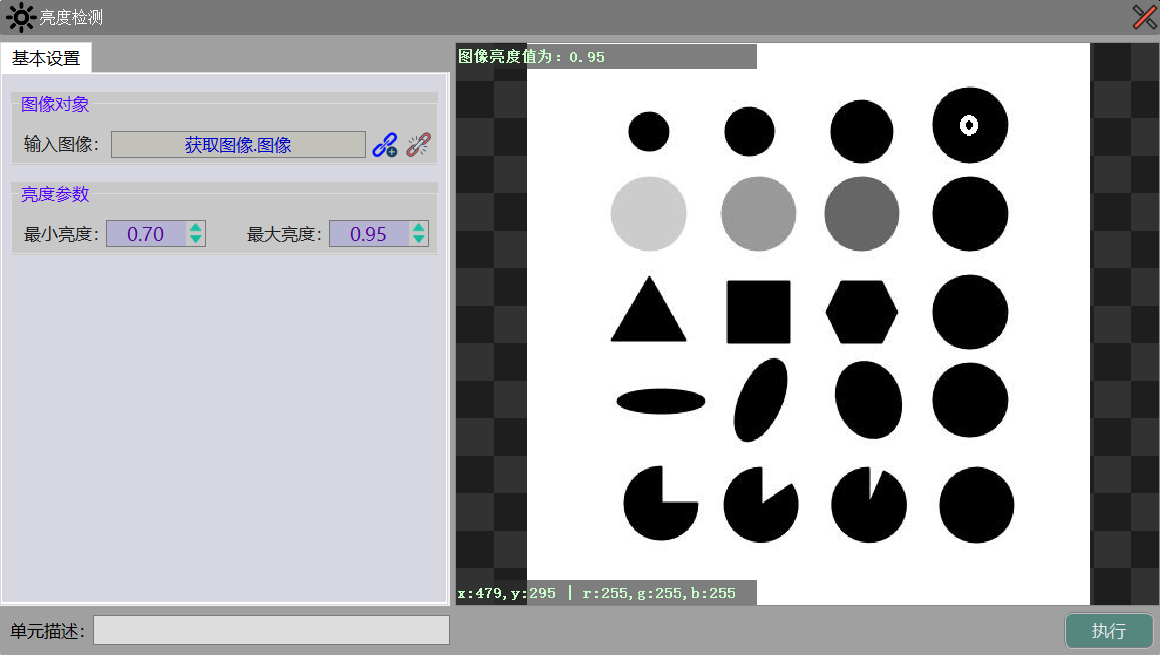 亮度检测
基本设置
图像对象
输入图像: 获取图像.图像
亮度参数
最小亮度: 0.70 最大亮度: 0.95
图像亮度值为: 0.95
x:479,y:295 | r:255,g:255,b:255
单元描述:
执行